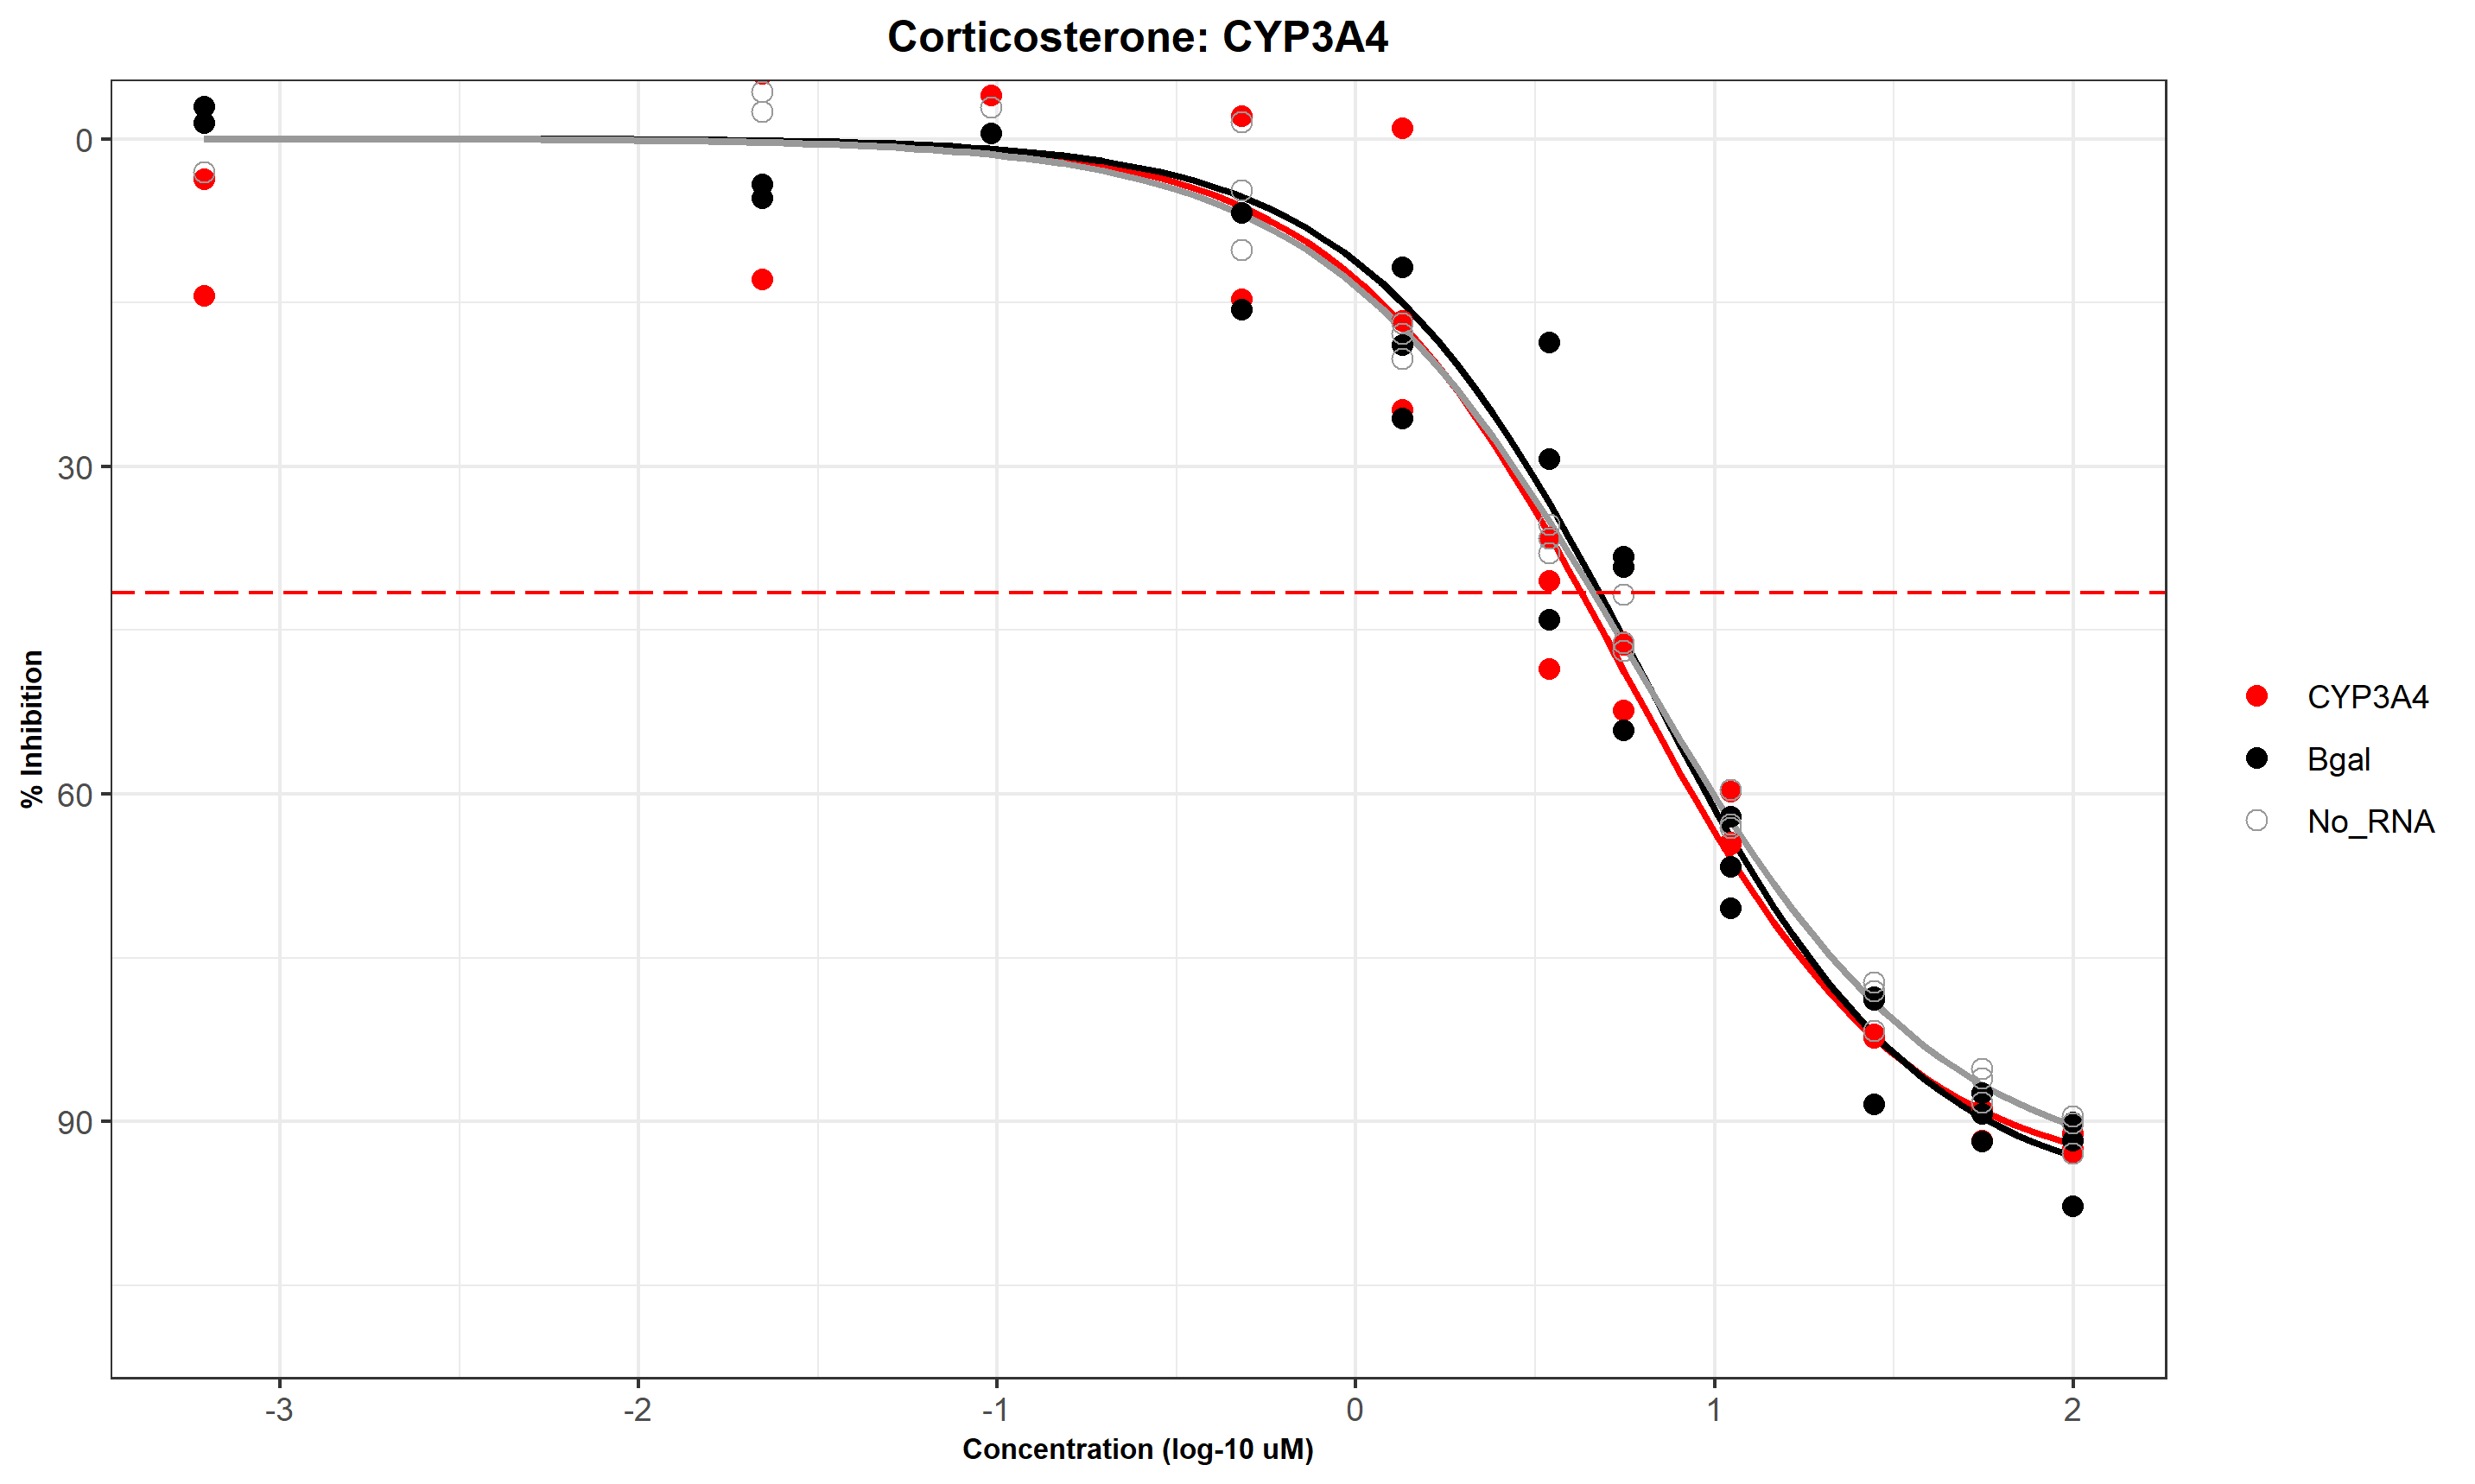 Corticosterone: CYP3A4
0
30
60
90
% Inhibition
-3
-2
-1
0
1
2
Concentration (log-10 uM)
CYP3A4
Bgal
No_RNA